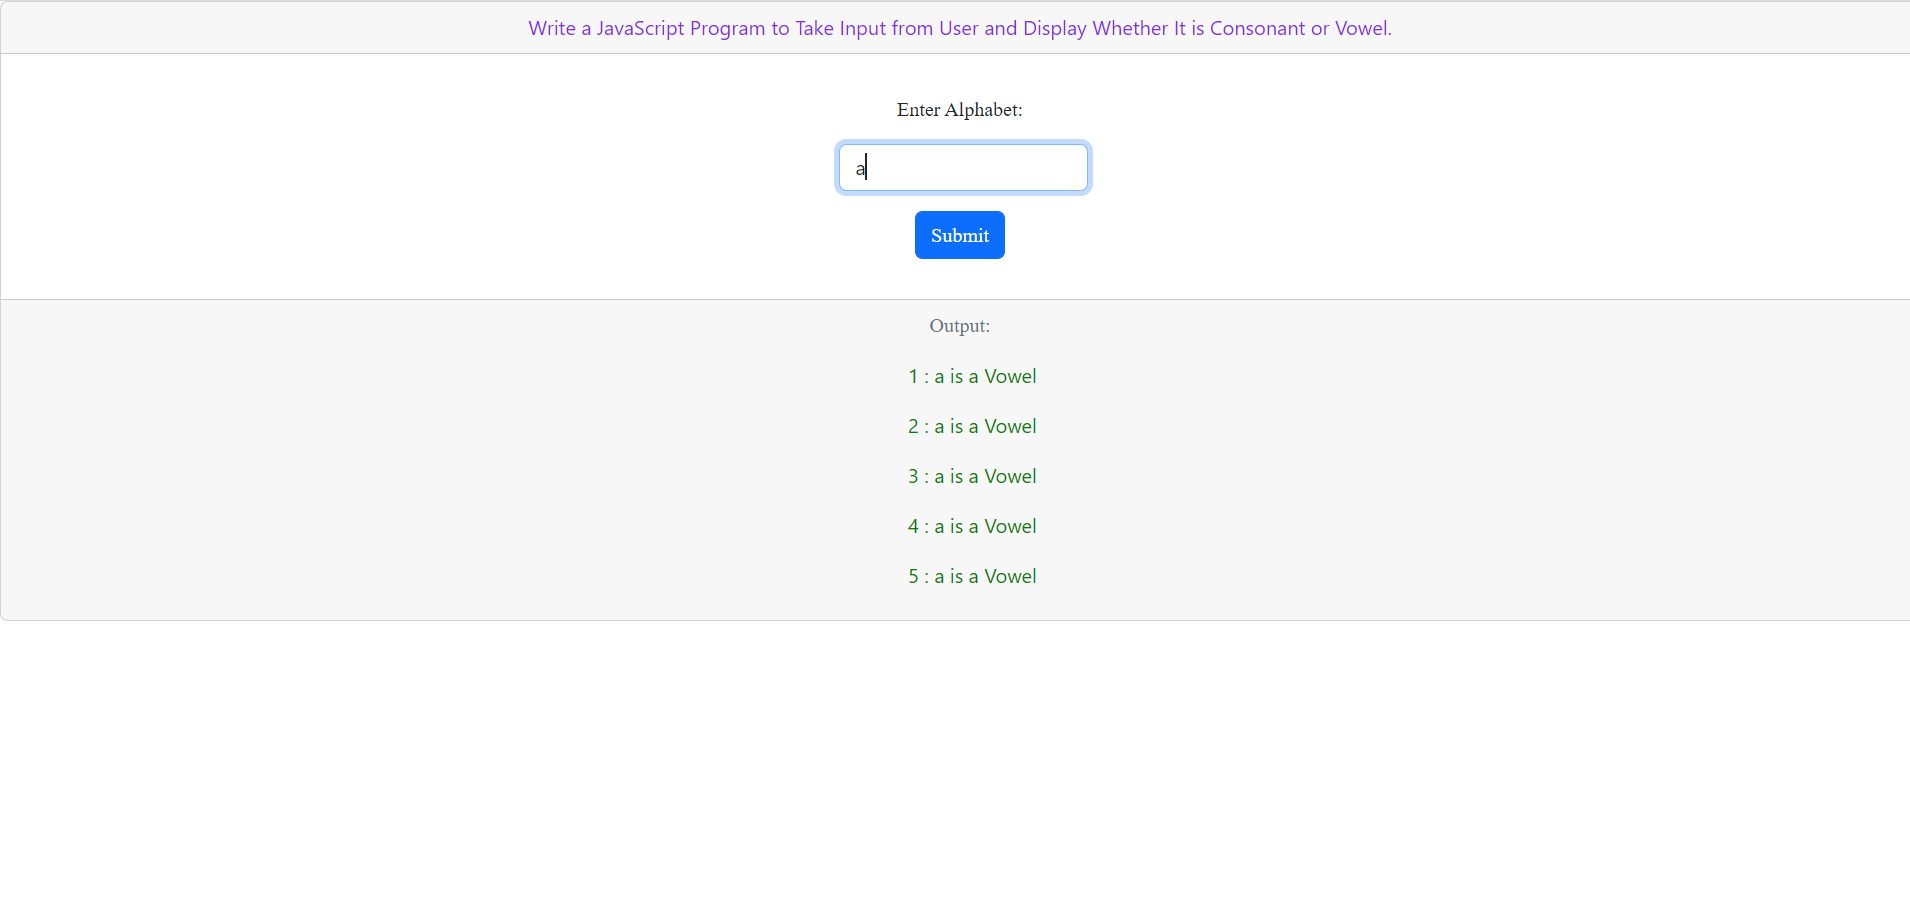 Write a JavaScript Program to Take Input from User and Display Whether It is Consonant or Vowel.
Enter Alphabet:
a
Submit
Output:
1 : a is a Vowel
2 : a is a Vowel
3 : a is a Vowel
4 : a is a Vowel
5 : a is a Vowel